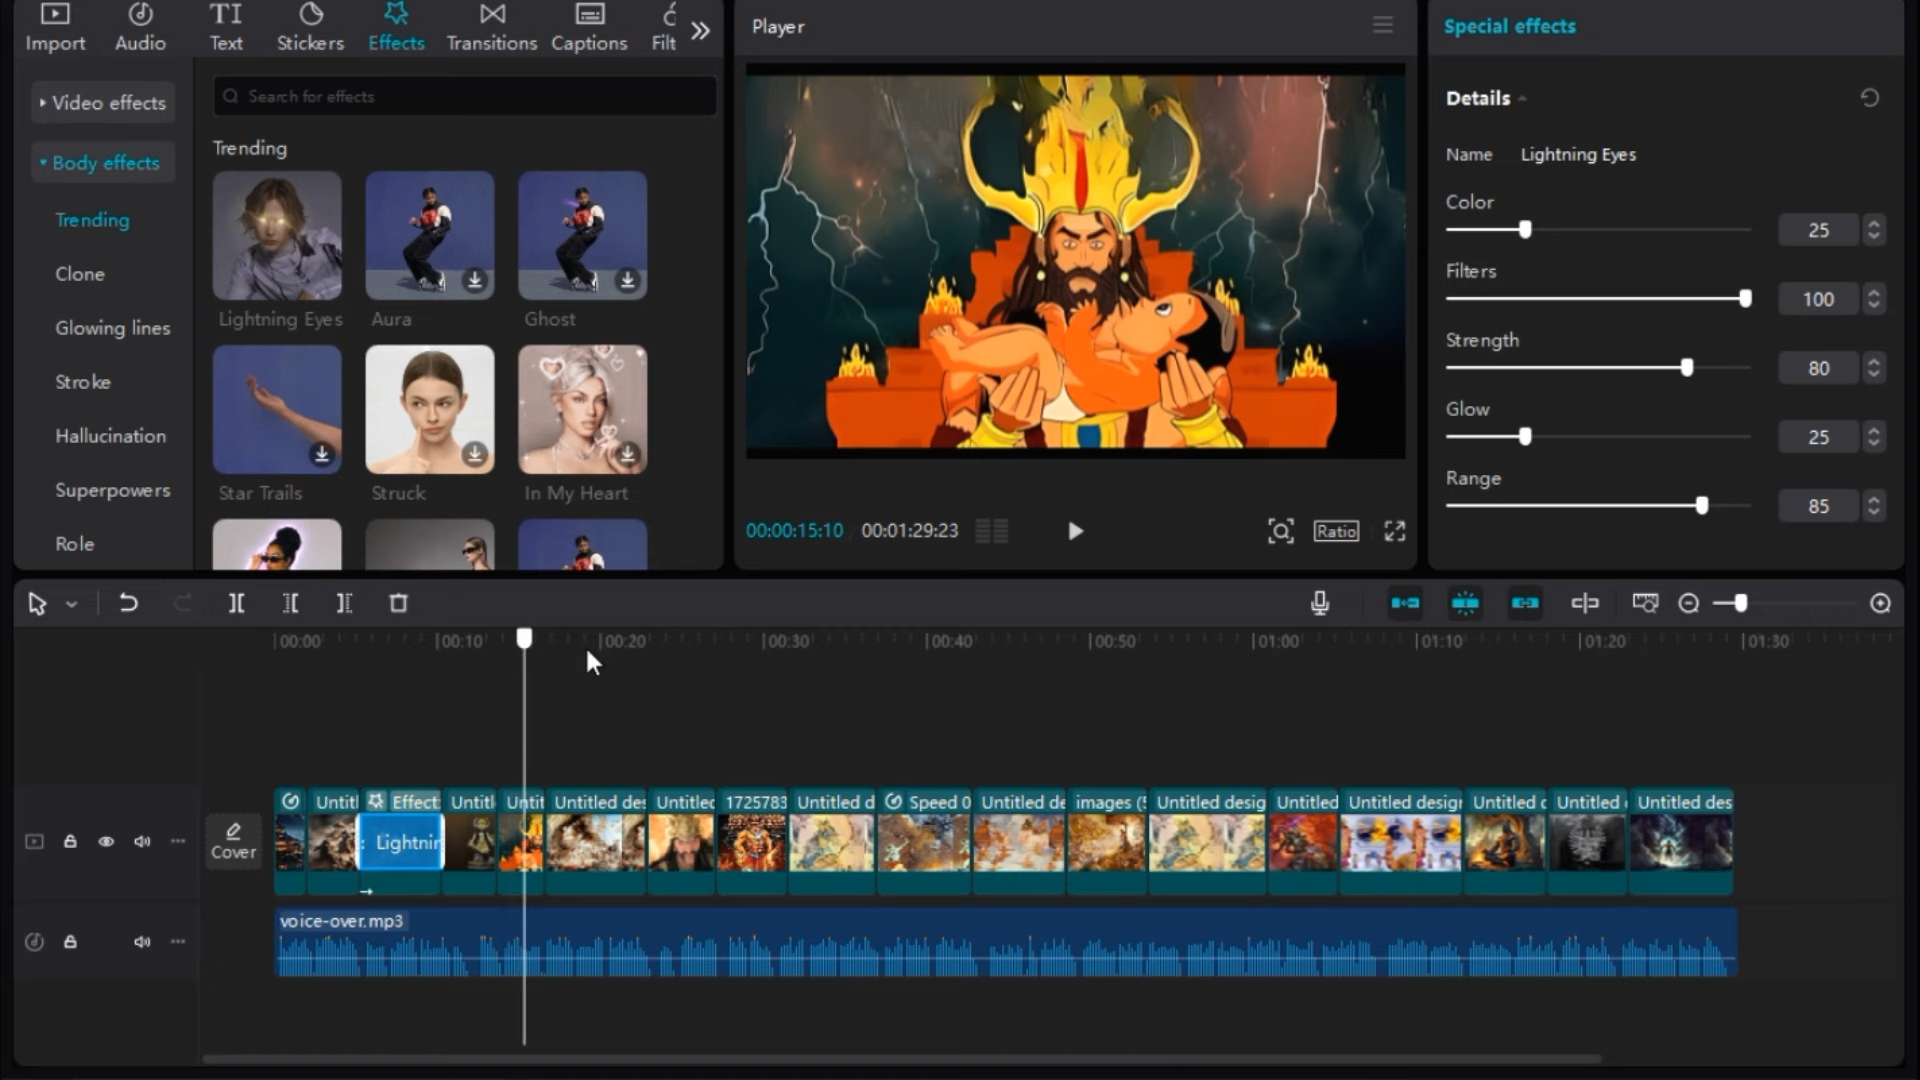 Import Audio Text Stickers Effects Transitions Captions Filt
Video effects
Body effects
Trending
Clone
Glowing lines
Stroke
Hallucination
Superpowers
Role
Search for effects
Trending
Lightning Eyes Aura Ghost
Star Trails Struck In My Heart
Player
00:00:15:10 00:01:29:23
Ratio
Special effects
Details
Name Lightning Eyes
Color
25
Filters
100
Strength
80
Glow
25
Range
85
00:00 00:10 00:20 00:30 00:40 00:50 01:00 01:10 01:20 01:30
Cover
Untitl Effect Untitl Untit Untitled des Untitled 1725783 Untitled d Speed 0 Untitled de images (5 Untitled desig Untitled Untitled design Untitled d Untitled Untitled des
: Lightnin
voice-over.mp3